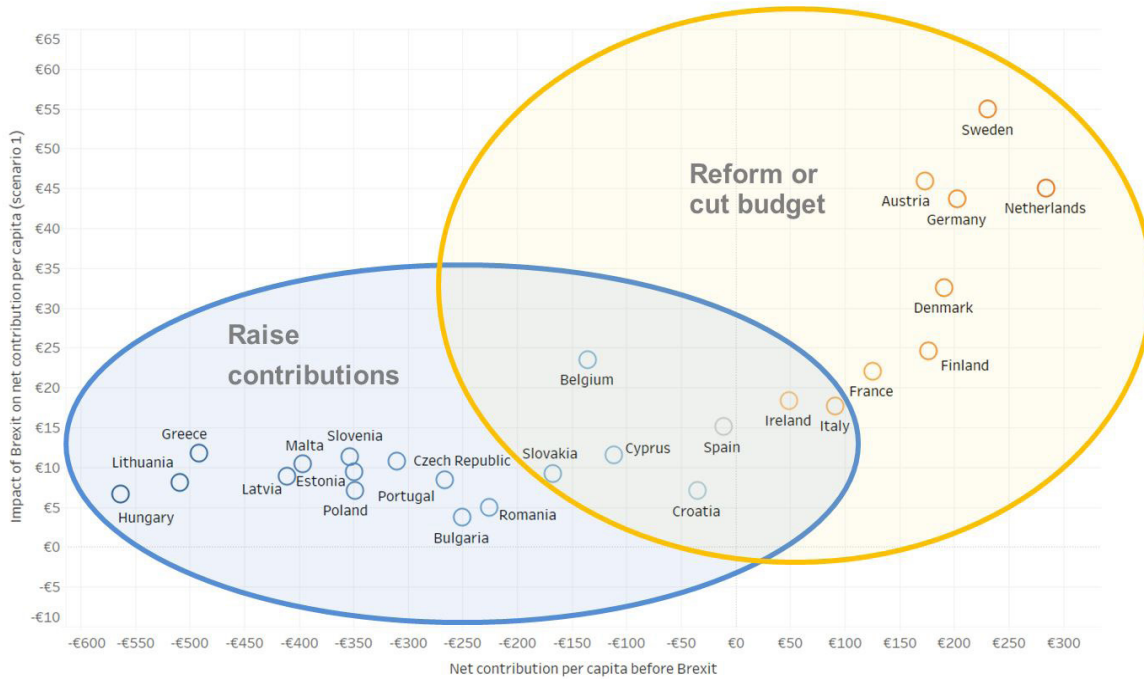 Impact of Brexit on net contribution per capita (scenario 1)
€65
€60
€55
€50
€45
€40
€35
€30
€25
€20
€15
€10
€5
€0
-€5
-€10
Reform or
cut budget
Raise
contributions
Sweden
Austria
Germany
Netherlands
Denmark
Finland
France
Belgium
Ireland
Italy
Spain
Greece
Slovenia
Malta
Lithuania
Czech Republic
Slovakia
Cyprus
Latvia
Estonia
Portugal
Poland
Hungary
Romania
Croatia
Bulgaria
-€600 -€550 -€500 -€450 -€400 -€350 -€300 -€250 -€200 -€150 -€100 -€50 €0 €50 €100 €150 €200 €250 €300
Net contribution per capita before Brexit